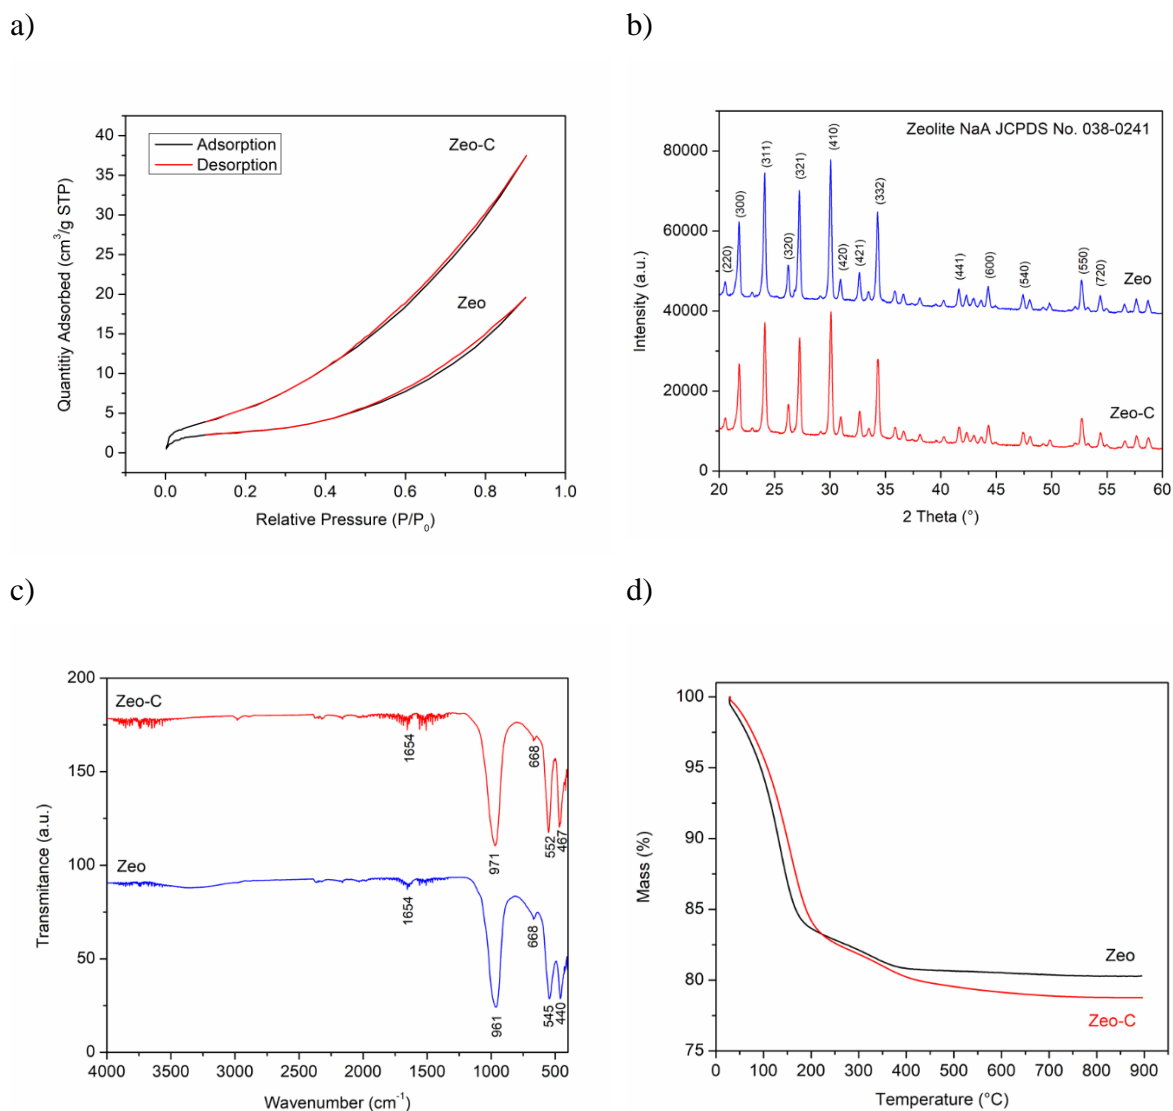 a)
40
35
30
25
20
15
10
5
0
Quantitiy Adsorbed (cm³/g STP)
Adsorption
Desorption
Zeo-C
Zeo
0.0 0.2 0.4 0.6 0.8 1.0
Relative Pressure (P/P₀)
b)
80000
60000
40000
20000
0
Intensity (a.u.)
Zeolite NaA JCPDS No. 038-0241
(220)
(300)
(311)
(320)
(321)
(410)
(420)
(421)
(332)
(441)
(600)
(540)
(550)
(720)
Zeo
Zeo-C
20 25 30 35 40 45 50 55 60
2 Theta (°)
c)
200
150
100
50
0
Transmitance (a.u.)
Zeo-C
1654
971
668
552
467
Zeo
1654
961
668
545
440
4000 3500 3000 2500 2000 1500 1000 500
Wavenumber (cm⁻¹)
d)
100
95
90
85
80
75
Mass (%)
Zeo
Zeo-C
0 100 200 300 400 500 600 700 800 900
Temperature (°C)